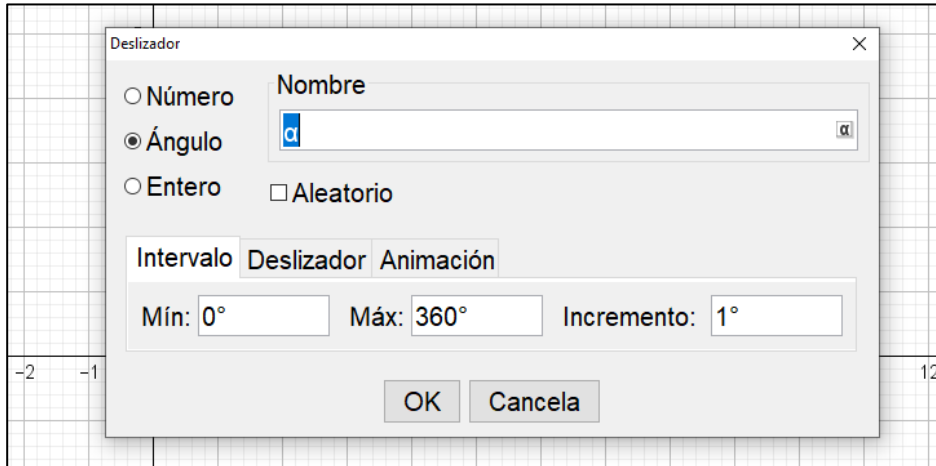 Deslizador
Número
Nombre
Ángulo
α
α
Entero
Aleatorio
Intervalo Deslizador Animación
Mín: 0° Máx: 360° Incremento: 1°
−2 −1 12
OK Cancela